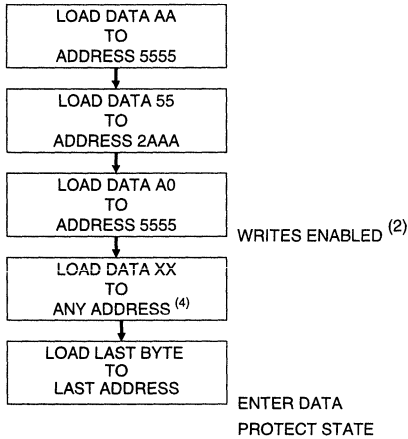 LOAD DATA AA
TO
ADDRESS 5555
LOAD DATA 55
TO
ADDRESS 2AAA
LOAD DATA A0
TO
ADDRESS 5555
WRITES ENABLED (2)
LOAD DATA XX
TO
ANY ADDRESS (4)
LOAD LAST BYTE
TO
LAST ADDRESS
ENTER DATA
PROTECT STATE